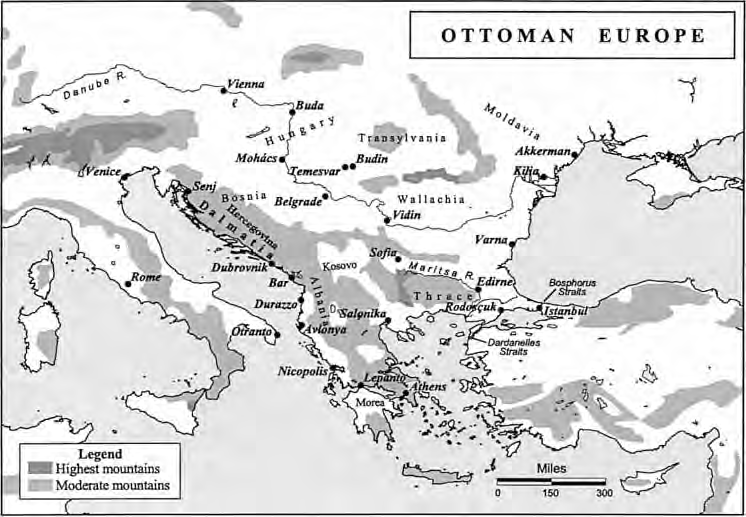 OTTOMAN EUROPE
Danube R.
Vienna
Buda
Hungary
Moldavia
Transylvania
Akkerman
Mohács
Budin
Temesvar
Kilia
Venice
Senj
Bosnia
Belgrade
Wallachia
Hercegovina
Dalmatia
Vidin
Varna
Sofia
Kosovo
Maritsa R.
Dubrovnik
Rome
Bar
Albania
Edirne
Bosphorus
Straits
Thrace
Durazzo
Rodosçuk
Istanbul
Salonika
Otranto
Avlonya
Dardanelles
Straits
Nicopolis
Lepanto
Athens
Morea
Legend
Highest mountains
Moderate mountains
Miles
0 150 300